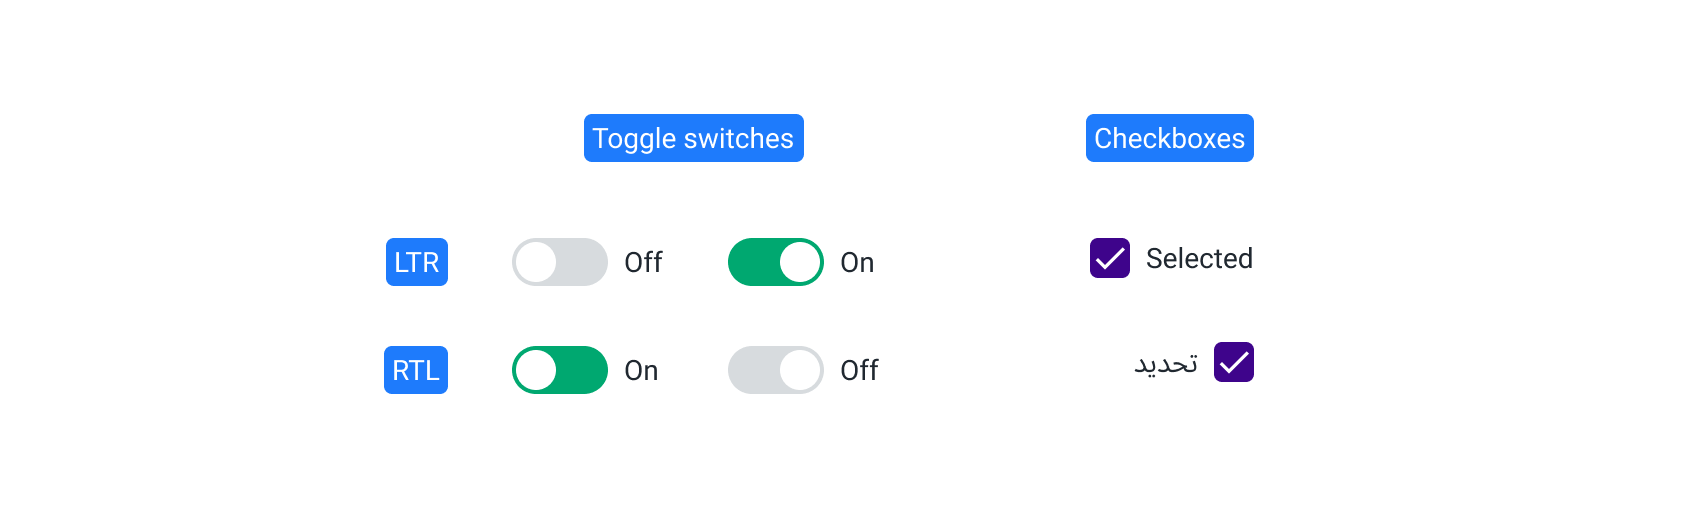 Toggle switches
Checkboxes
LTR
Off
On
Selected
RTL
On
Off
تحديد